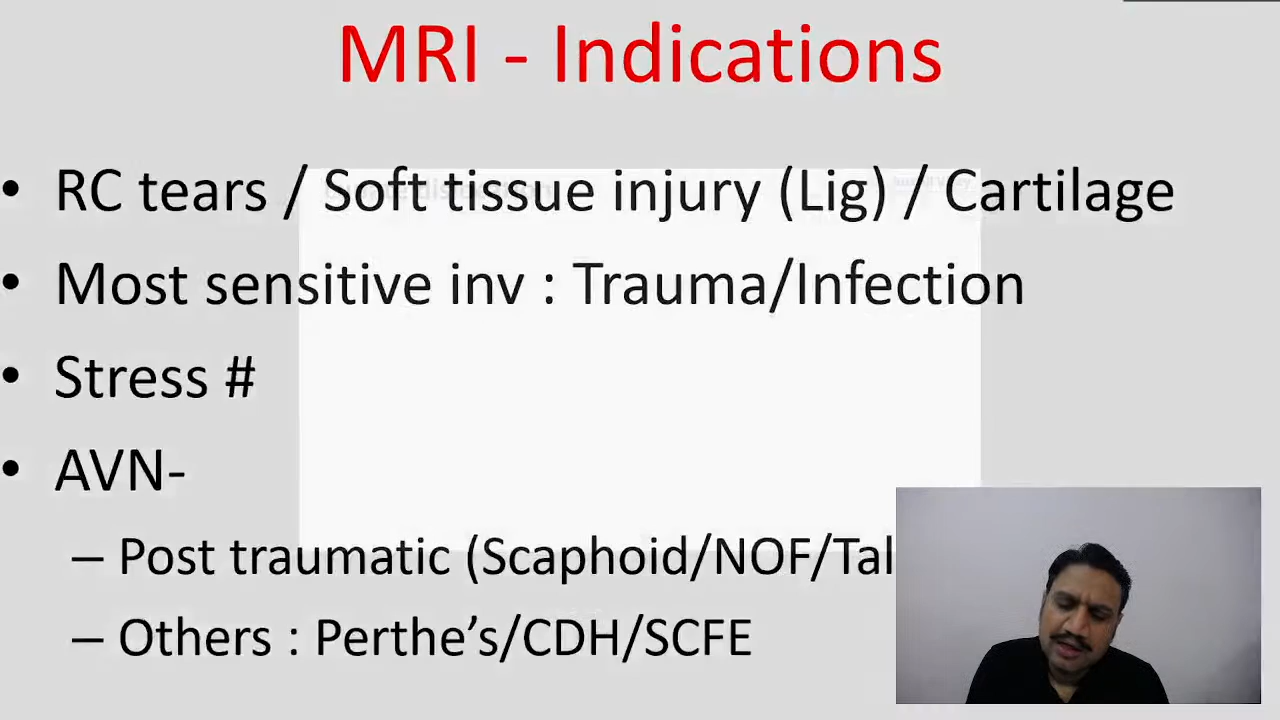 MRI - Indications
• RC tears / Soft tissue injury (Lig) / Cartilage
• Most sensitive inv : Trauma/Infection
• Stress #
• AVN-
– Post traumatic (Scaphoid/NOF/Tal
– Others : Perthe’s/CDH/SCFE